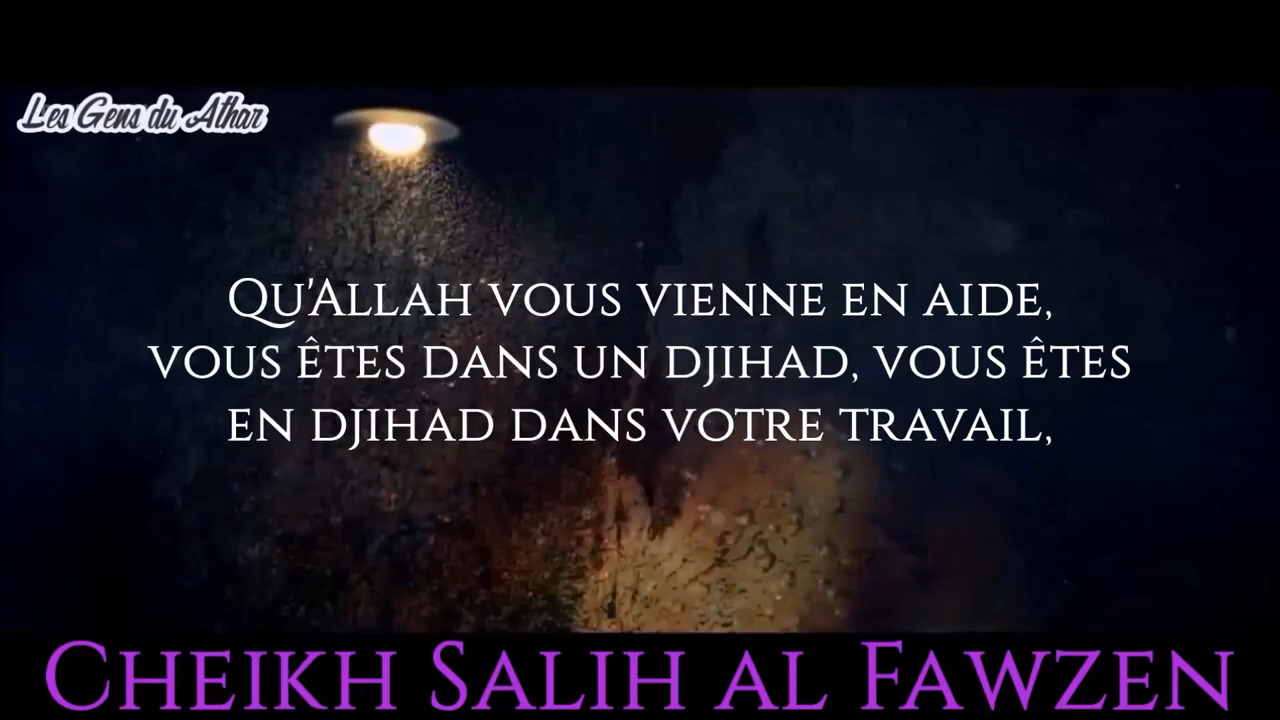 Les Gens du Athar
Qu'Allah vous vienne en aide,
vous êtes dans un djihad, vous êtes
en djihad dans votre travail,
Cheikh Salih al Fawzen